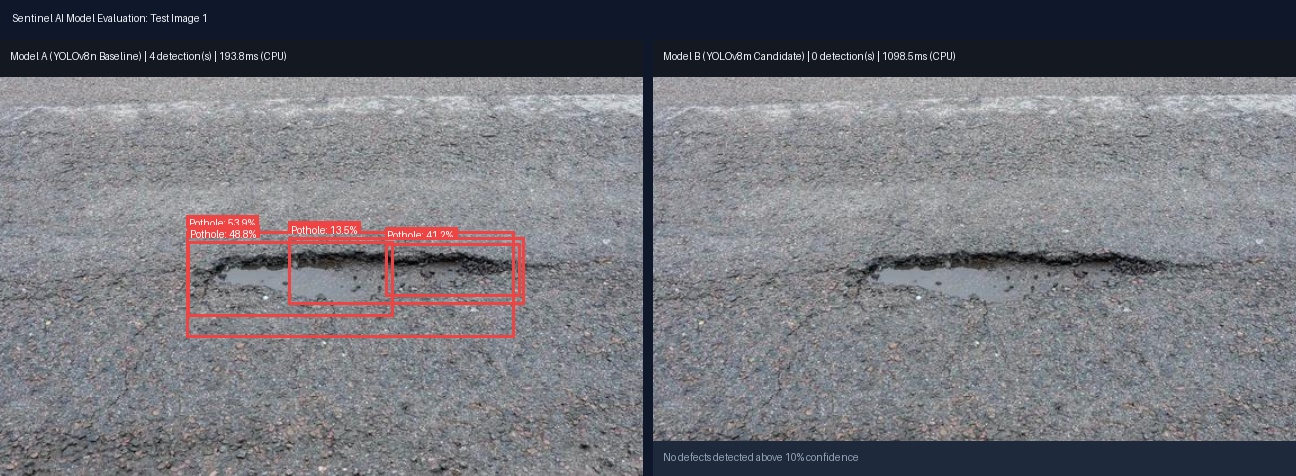 Sentinel AI Model Evaluation: Test Image 1
Model A (YOLOv8n Baseline) | 4 detection(s) | 193.8ms (CPU)
Model B (YOLOv8m Candidate) | 0 detection(s) | 1098.5ms (CPU)
Pothole: 53.9%
Pothole: 48.8%
Pothole: 13.5%
Pothole: 41.2%
No defects detected above 10% confidence